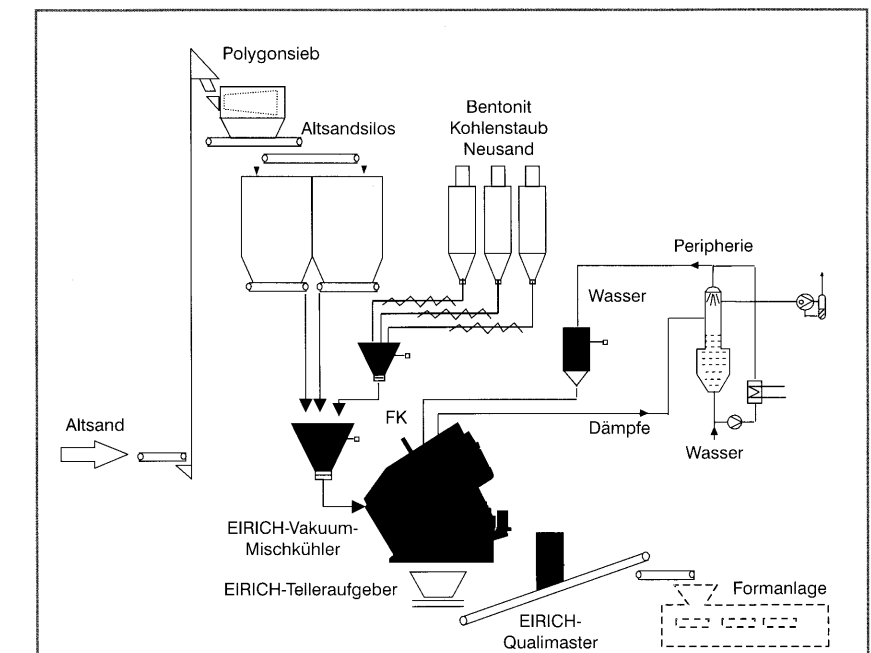 Polygonsieb
Altsandsilos
Bentonit
Kohlenstaub
Neusand
Peripherie
Wasser
FK
Dämpfe
Wasser
Altsand
EIRICH-Vakuum-
Mischkühler
EIRICH-Telleraufgeber
EIRICH-
Qualimaster
Formanlage